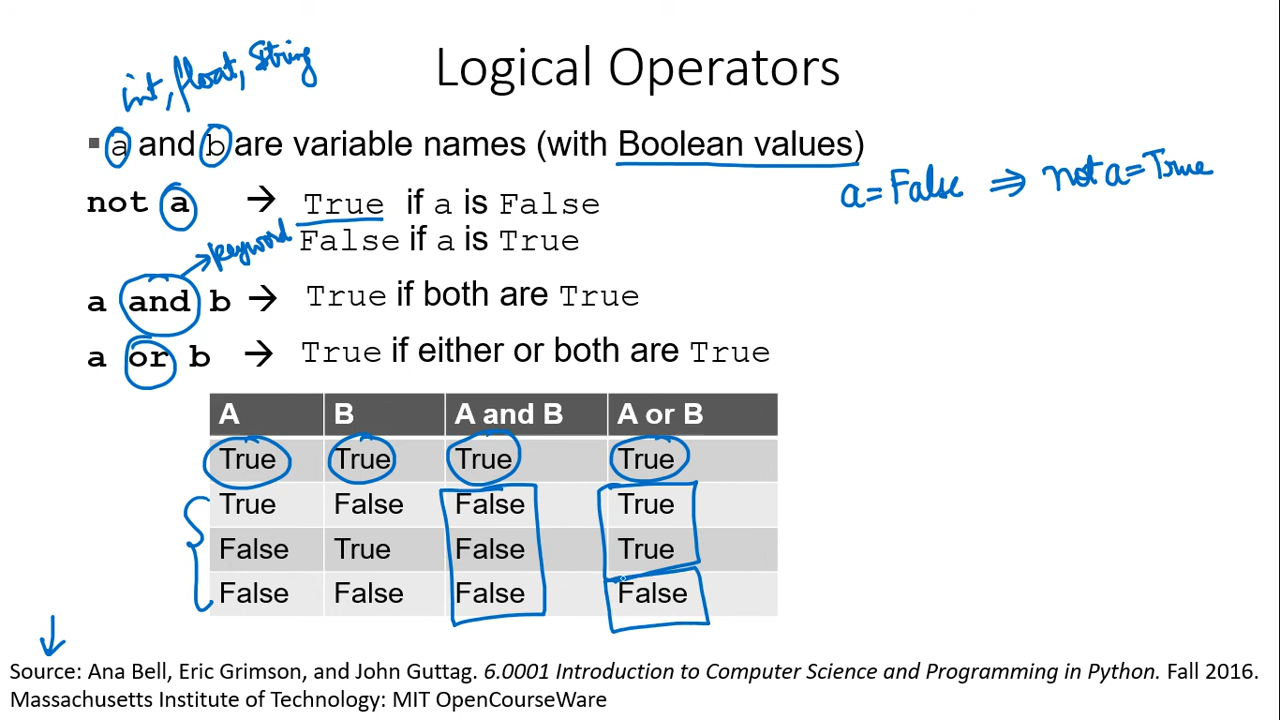 Logical Operators
int, float, String
▪ a and b are variable names (with Boolean values)
a = False ⇒ not a = True
not a → True if a is False
keyword
False if a is True
a and b → True if both are True
a or b → True if either or both are True
A B A and B A or B
True True True True
True False False True
False True False True
False False False False
Source: Ana Bell, Eric Grimson, and John Guttag. 6.0001 Introduction to Computer Science and Programming in Python. Fall 2016.
Massachusetts Institute of Technology: MIT OpenCourseWare